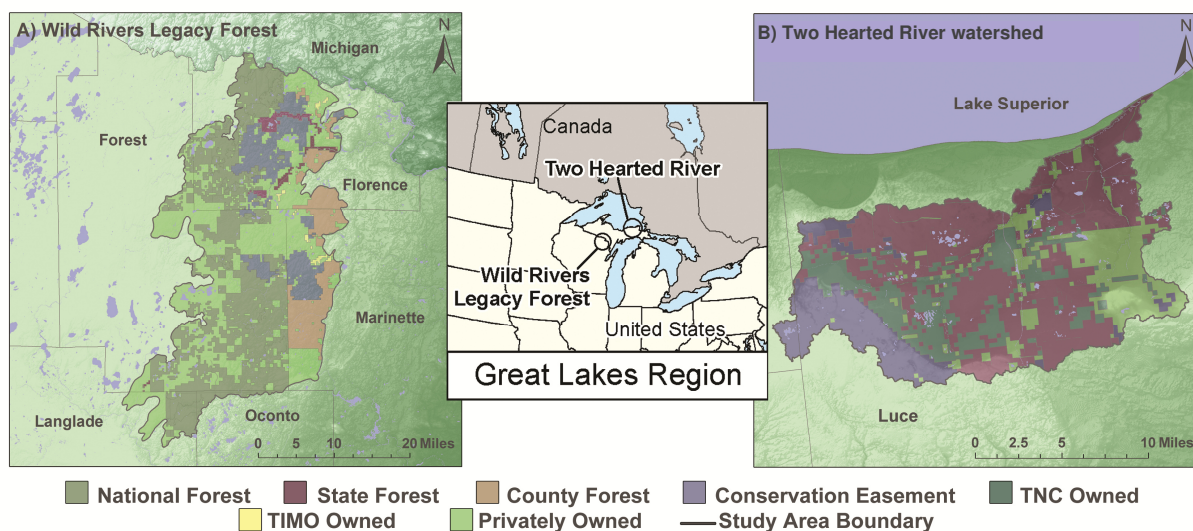 A) Wild Rivers Legacy Forest
N
Michigan
Forest
Florence
Marinette
Langlade
Oconto
0 5 10 20 Miles
Canada
Two Hearted River
Wild Rivers
Legacy Forest
United States
Great Lakes Region
B) Two Hearted River watershed
N
Lake Superior
Luce
0 2.5 5 10 Miles
National Forest State Forest County Forest Conservation Easement TNC Owned
TIMO Owned Privately Owned Study Area Boundary